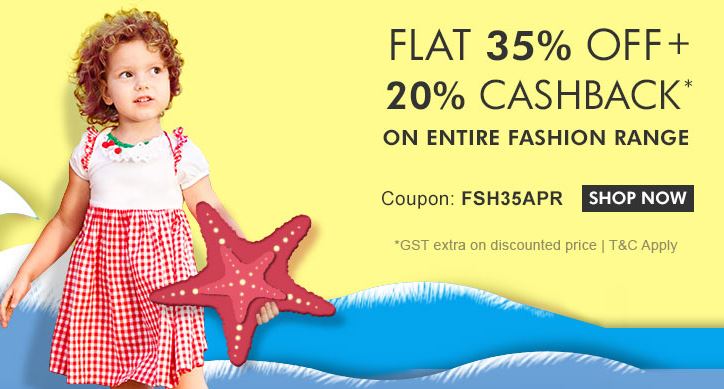 FLAT 35% OFF+
20% CASHBACK*
ON ENTIRE FASHION RANGE
Coupon: FSH35APR SHOP NOW
*GST extra on discounted price | T&C Apply